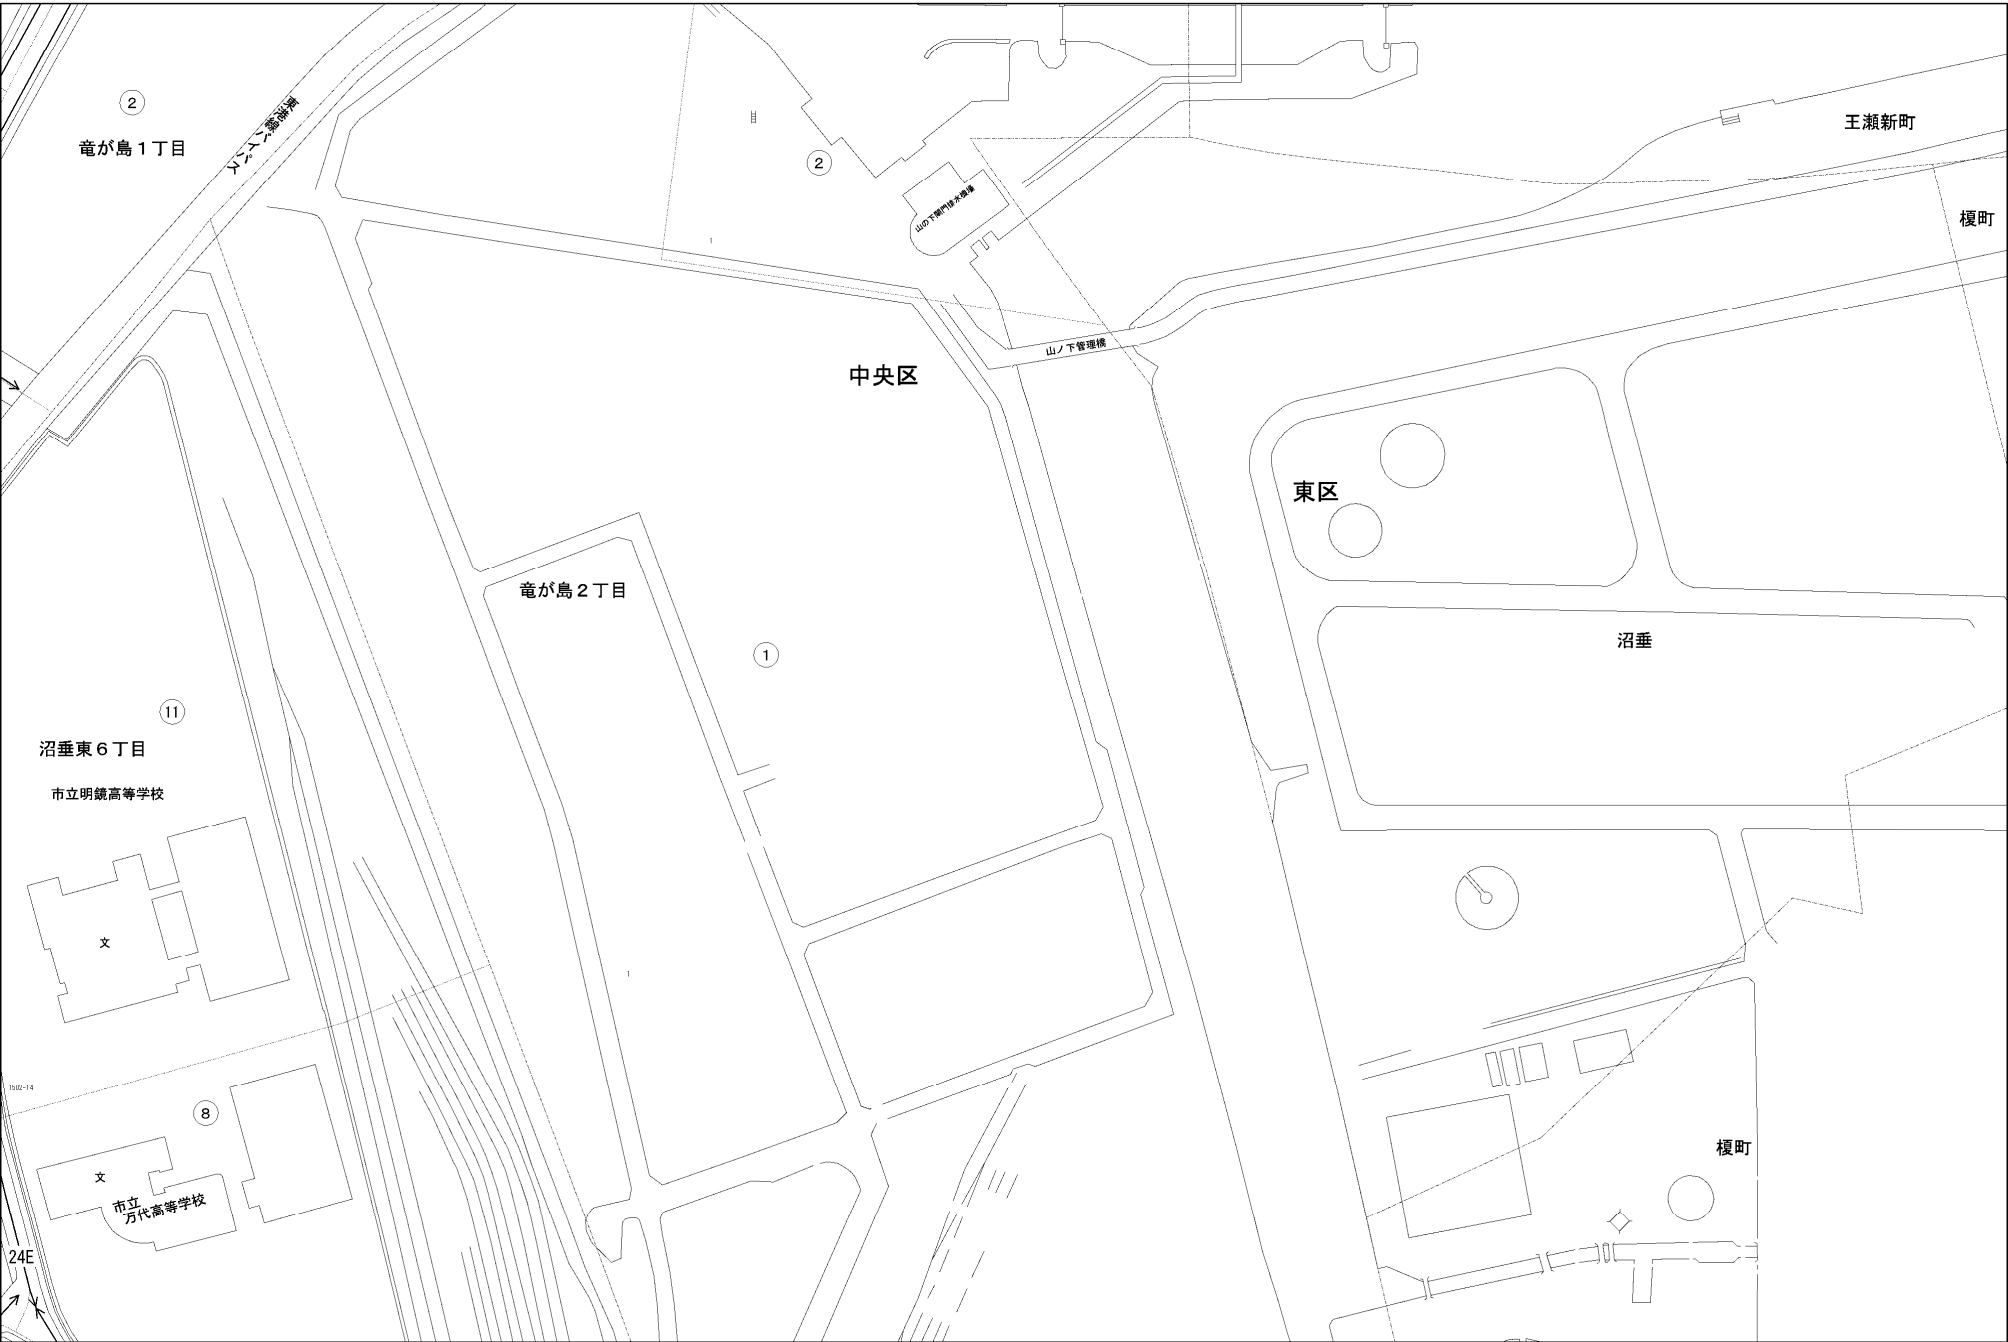 ②
竜が島１丁目
東港線バイパス
②
王瀬新町
榎町
山の下閘門排水機場
山ノ下管理橋
中央区
東区
竜が島２丁目
沼垂
①
⑪
沼垂東６丁目
市立明鏡高等学校
文
1502-14
⑧
文
市立
万代高等学校
榎町
24E